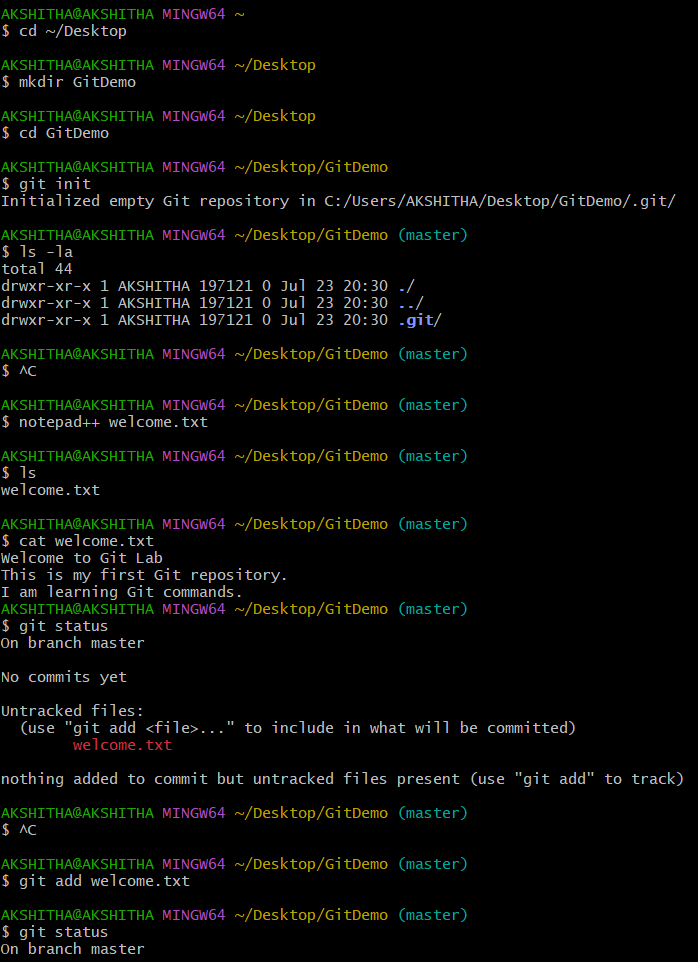 AKSHITHA@AKSHITHA MINGW64 ~
$ cd ~/Desktop
AKSHITHA@AKSHITHA MINGW64 ~/Desktop
$ mkdir GitDemo
AKSHITHA@AKSHITHA MINGW64 ~/Desktop
$ cd GitDemo
AKSHITHA@AKSHITHA MINGW64 ~/Desktop/GitDemo
$ git init
Initialized empty Git repository in C:/Users/AKSHITHA/Desktop/GitDemo/.git/
AKSHITHA@AKSHITHA MINGW64 ~/Desktop/GitDemo (master)
$ ls -la
total 44
drwxr-xr-x 1 AKSHITHA 197121 0 Jul 23 20:30 ./
drwxr-xr-x 1 AKSHITHA 197121 0 Jul 23 20:30 ../
drwxr-xr-x 1 AKSHITHA 197121 0 Jul 23 20:30 .git/
AKSHITHA@AKSHITHA MINGW64 ~/Desktop/GitDemo (master)
$ ^C
AKSHITHA@AKSHITHA MINGW64 ~/Desktop/GitDemo (master)
$ notepad++ welcome.txt
AKSHITHA@AKSHITHA MINGW64 ~/Desktop/GitDemo (master)
$ ls
welcome.txt
AKSHITHA@AKSHITHA MINGW64 ~/Desktop/GitDemo (master)
$ cat welcome.txt
Welcome to Git Lab
This is my first Git repository.
I am learning Git commands.
AKSHITHA@AKSHITHA MINGW64 ~/Desktop/GitDemo (master)
$ git status
On branch master
No commits yet
Untracked files:
(use "git add <file>..." to include in what will be committed)
welcome.txt
nothing added to commit but untracked files present (use "git add" to track)
AKSHITHA@AKSHITHA MINGW64 ~/Desktop/GitDemo (master)
$ ^C
AKSHITHA@AKSHITHA MINGW64 ~/Desktop/GitDemo (master)
$ git add welcome.txt
AKSHITHA@AKSHITHA MINGW64 ~/Desktop/GitDemo (master)
$ git status
On branch master